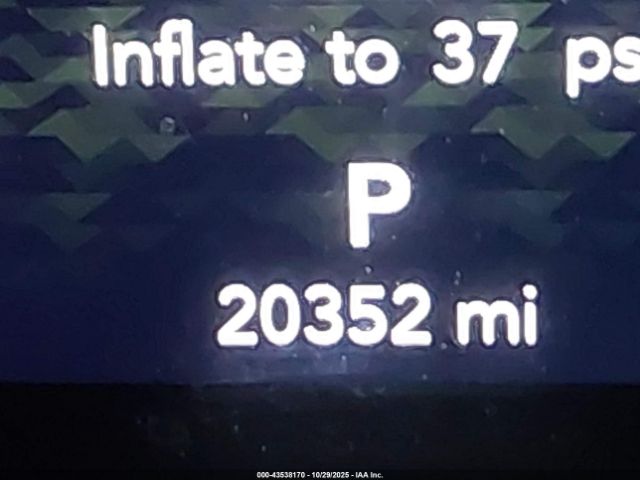 Inflate to 37 ps
P
20352 mi
000-43538170 - 10/29/2025 - IAA Inc.